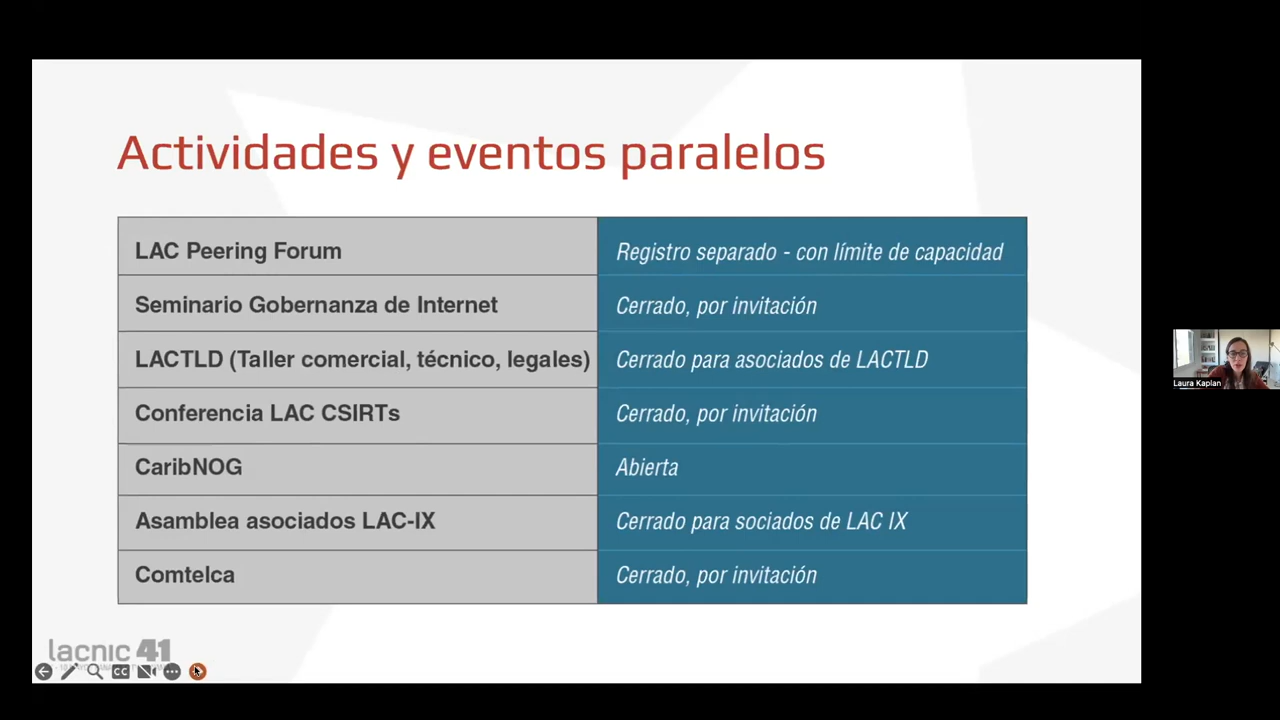 Actividades y eventos paralelos
LAC Peering Forum
Registro separado - con límite de capacidad
Seminario Gobernanza de Internet
Cerrado, por invitación
LACTLD (Taller comercial, técnico, legales)
Cerrado para asociados de LACTLD
Conferencia LAC CSIRTs
Cerrado, por invitación
CaribNOG
Abierta
Asamblea asociados LAC-IX
Cerrado para sociados de LAC IX
Comtelca
Cerrado, por invitación
lacnic 41
CC
Laura Kaplan